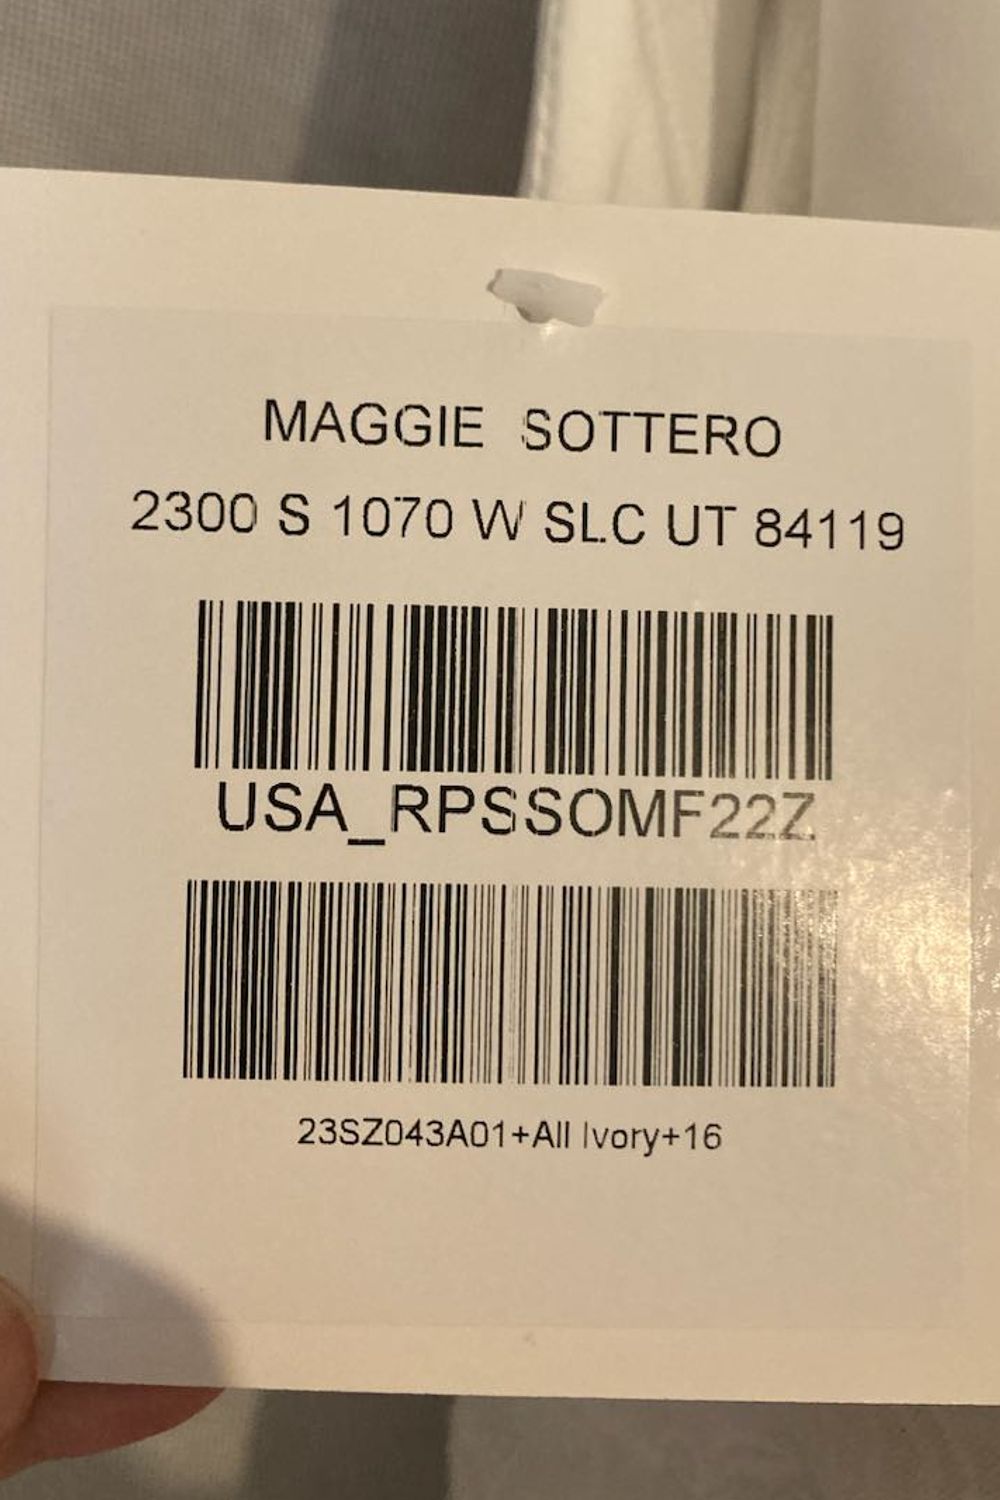 MAGGIE SOTTERO
2300 S 1070 W SLC UT 84119
USA_RPSSOMF22Z
23SZ043A01+All Ivory+16